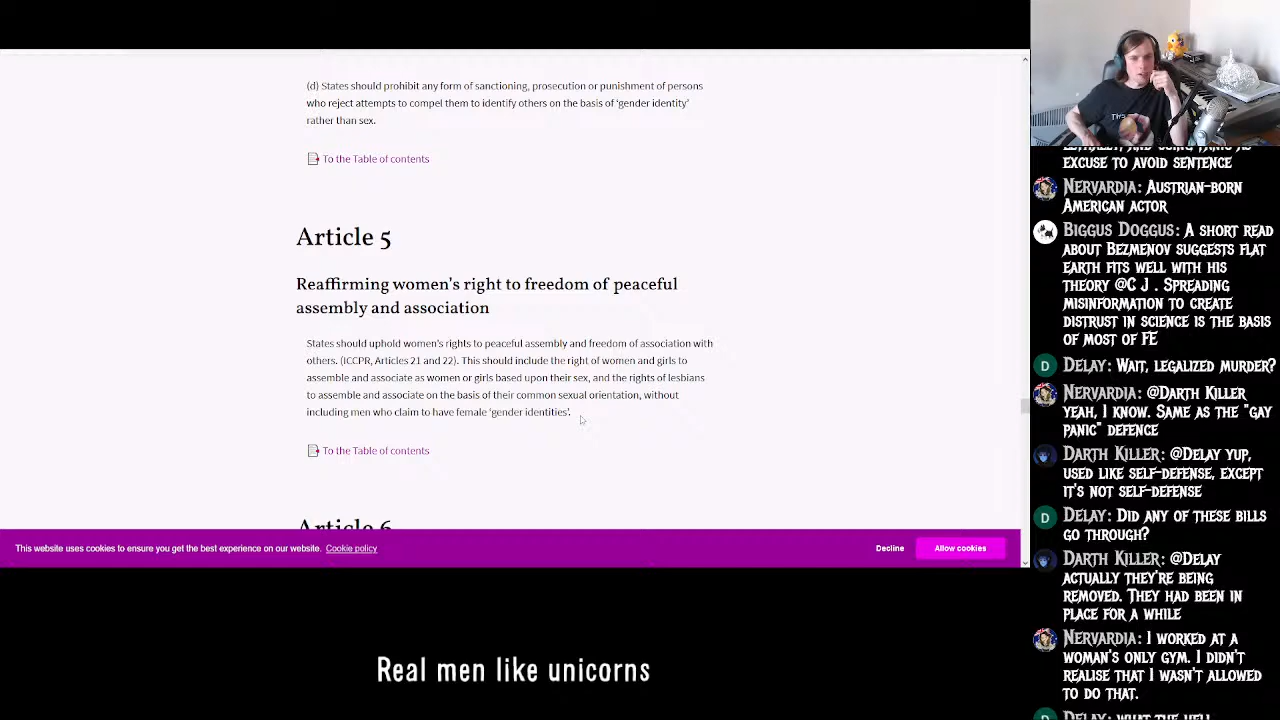 (d) States should prohibit any form of sanctioning, prosecution or punishment of persons
who reject attempts to compel them to identify others on the basis of ‘gender identity’
rather than sex.
To the Table of contents
Article 5
Reaffirming women’s right to freedom of peaceful
assembly and association
States should uphold women’s rights to peaceful assembly and freedom of association with
others. (ICCPR, Articles 21 and 22). This should include the right of women and girls to
assemble and associate as women or girls based upon their sex, and the rights of lesbians
to assemble and associate on the basis of their common sexual orientation, without
including men who claim to have female ‘gender identities’.
To the Table of contents
Article 6
This website uses cookies to ensure you get the best experience on our website. Cookie policy
Decline
Allow cookies
Real men like unicorns
EXCUSE TO AVOID SENTENCE
NERVARDIA: AUSTRIAN-BORN
AMERICAN ACTOR
BIGGUS DOGGUS: A SHORT READ
ABOUT BEZMENOV SUGGESTS FLAT
EARTH FITS WELL WITH HIS
THEORY @C J . SPREADING
MISINFORMATION TO CREATE
DISTRUST IN SCIENCE IS THE BASIS
OF MOST OF FE
D
DELAY: WAIT, LEGALIZED MURDER?
NERVARDIA: @DARTH KILLER
YEAH, I KNOW. SAME AS THE "GAY
PANIC" DEFENCE
DARTH KILLER: @DELAY YUP,
USED LIKE SELF-DEFENSE, EXCEPT
IT'S NOT SELF-DEFENSE
D
DELAY: DID ANY OF THESE BILLS
GO THROUGH?
DARTH KILLER: @DELAY
ACTUALLY THEY'RE BEING
REMOVED. THEY HAD BEEN IN
PLACE FOR A WHILE
NERVARDIA: I WORKED AT A
WOMAN'S ONLY GYM. I DIDN'T
REALISE THAT I WASN'T ALLOWED
TO DO THAT.
DELAY: WHAT THE HELL